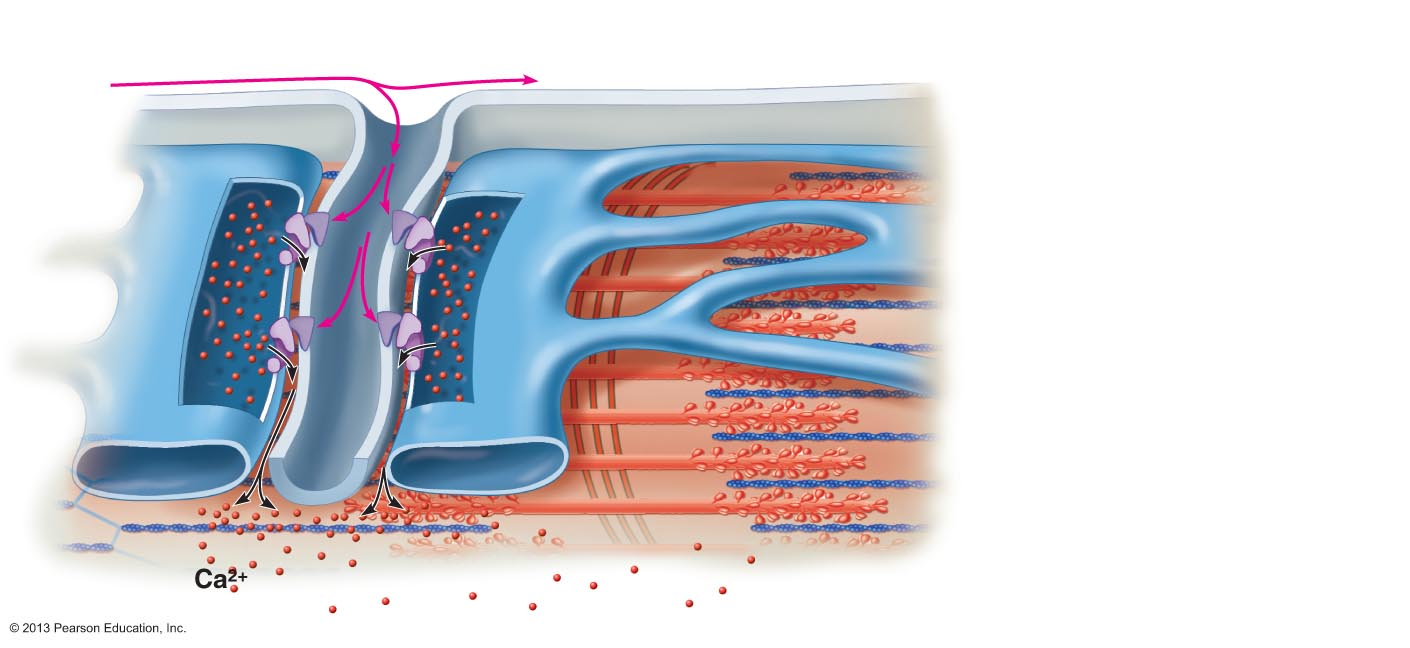 Ca²⁺
© 2013 Pearson Education, Inc.